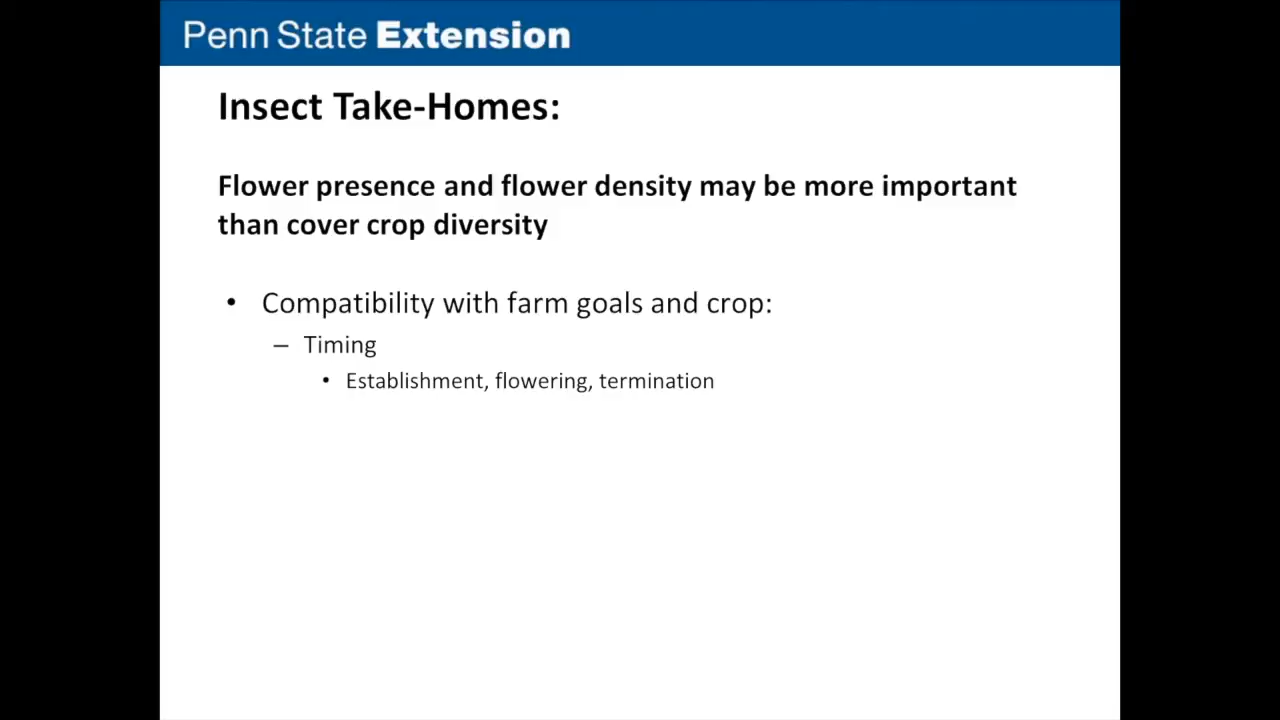 Penn State Extension
Insect Take-Homes:
Flower presence and flower density may be more important
than cover crop diversity
• Compatibility with farm goals and crop:
– Timing
• Establishment, flowering, termination